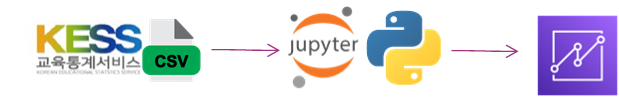 KESS
교육통계서비스
KOREAN EDUCATIONAL STATISTICS SERVICE
CSV
jupyter